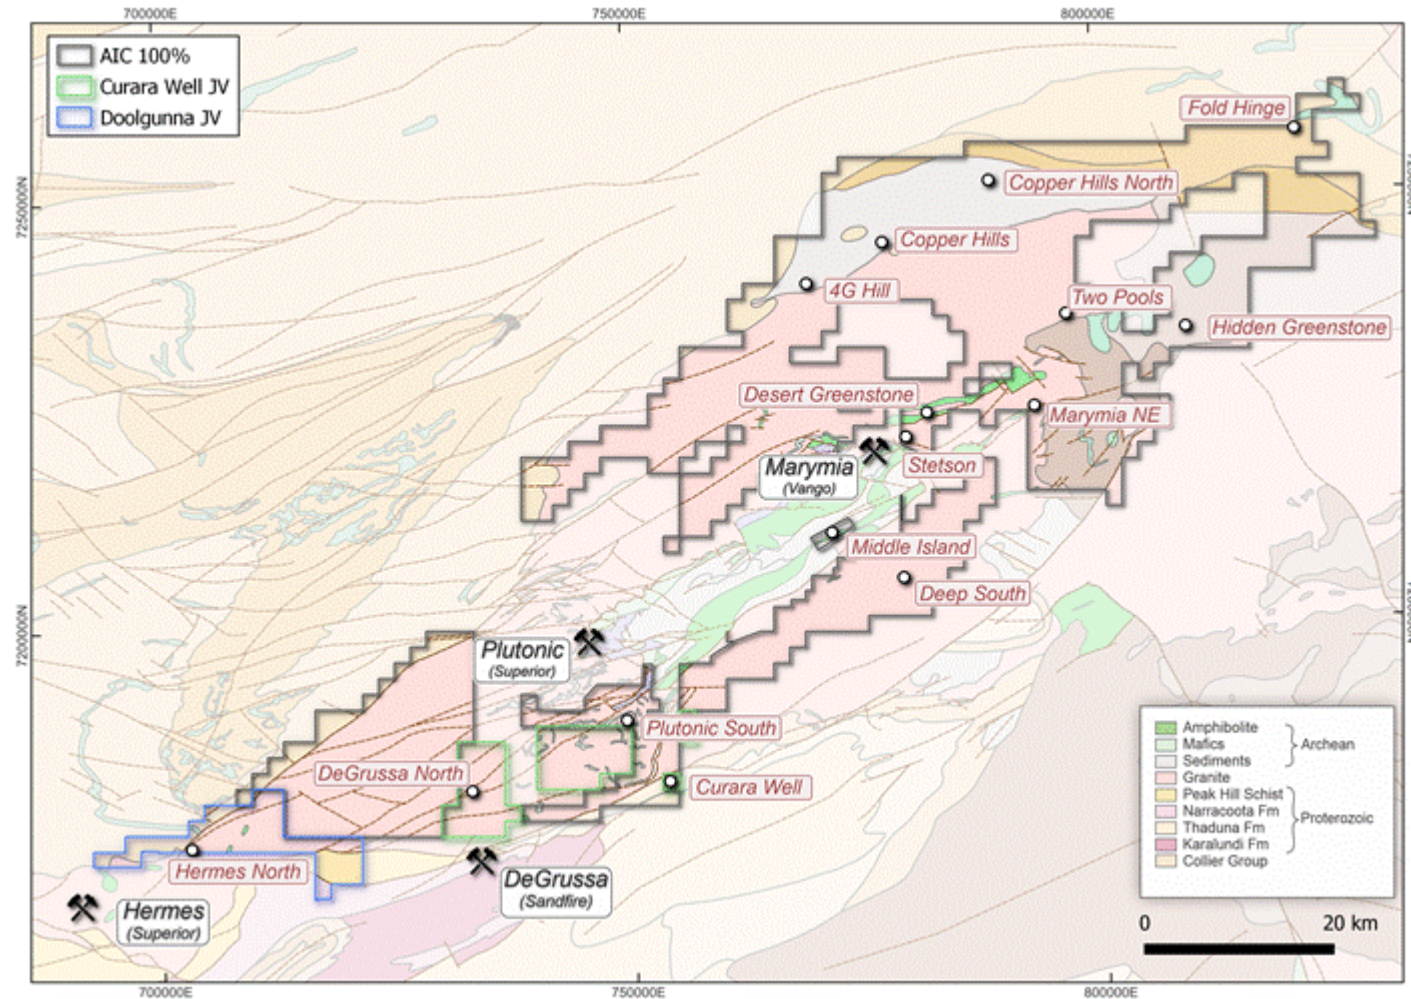 700000E
750000E
800000E
AIC 100%
Curara Well JV
Doolgunna JV
Fold Hinge
Copper Hills North
7250000N
Copper Hills
4G Hill
Two Pools
Hidden Greenstone
Desert Greenstone
Marymia NE
Marymia
(Vango)
Stetson
Middle Island
Deep South
7200000N
Plutonic
(Superior)
Plutonic South
DeGrussa North
Curara Well
Hermes North
DeGrussa
(Sandfire)
Hermes
(Superior)
Amphibolite
Mafics
Archean
Sediments
Granite
Peak Hill Schist
Narracoota Fm
Proterozoic
Thaduna Fm
Karalundi Fm
Collier Group
0 20 km
700000E
750000E
800000E